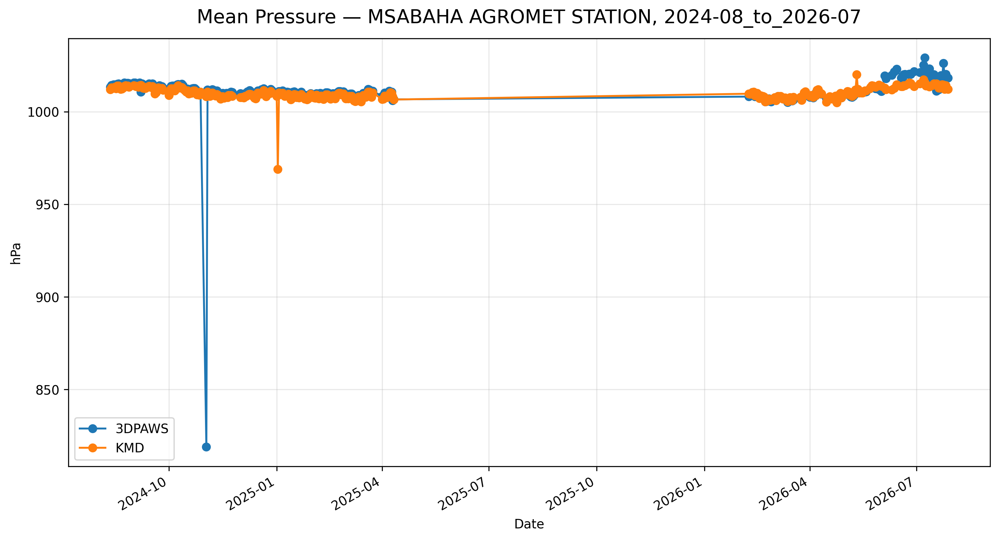 Mean Pressure — MSABAHA AGROMET STATION, 2024-08_to_2026-07
hPa
1000
950
900
850
3DPAWS
KMD
2024-10
2025-01
2025-04
2025-07
2025-10
2026-01
2026-04
2026-07
Date